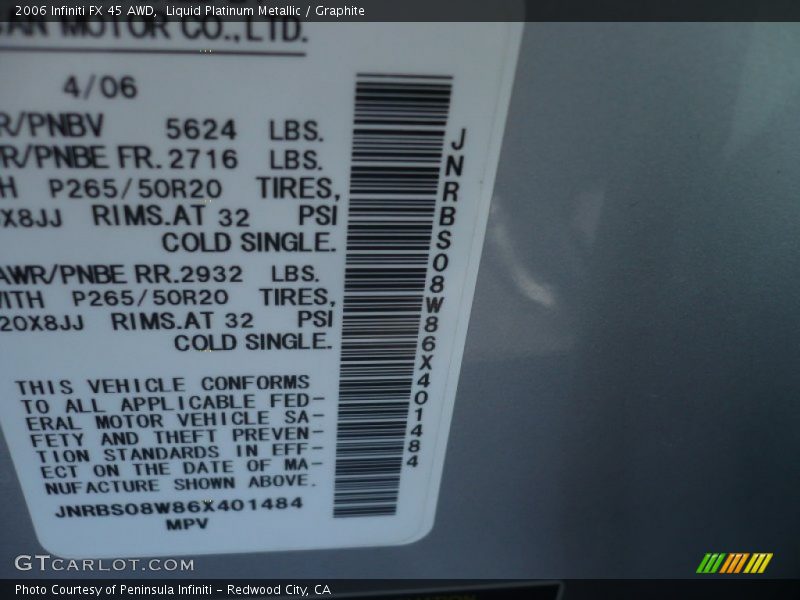 2006 Infiniti FX 45 AWD, Liquid Platinum Metallic / Graphite
MOTOR CO.,LTD.
4/06
R/PNBV 5624 LBS.
R/PNBE FR. 2716 LBS.
H P265/50R20 TIRES,
X8JJ RIMS.AT 32 PSI
COLD SINGLE.
AWR/PNBE RR. 2932 LBS.
ITH P265/50R20 TIRES,
20X8JJ RIMS.AT 32 PSI
COLD SINGLE.
THIS VEHICLE CONFORMS
TO ALL APPLICABLE FED-
ERAL MOTOR VEHICLE SA-
FETY AND THEFT PREVEN-
TION STANDARDS IN EFF-
ECT ON THE DATE OF MA-
NUFACTURE SHOWN ABOVE.
JNRBS08W86X401484
MPV
JNRBS08W86X401484
GTCARLOT.COM
Photo Courtesy of Peninsula Infiniti - Redwood City, CA